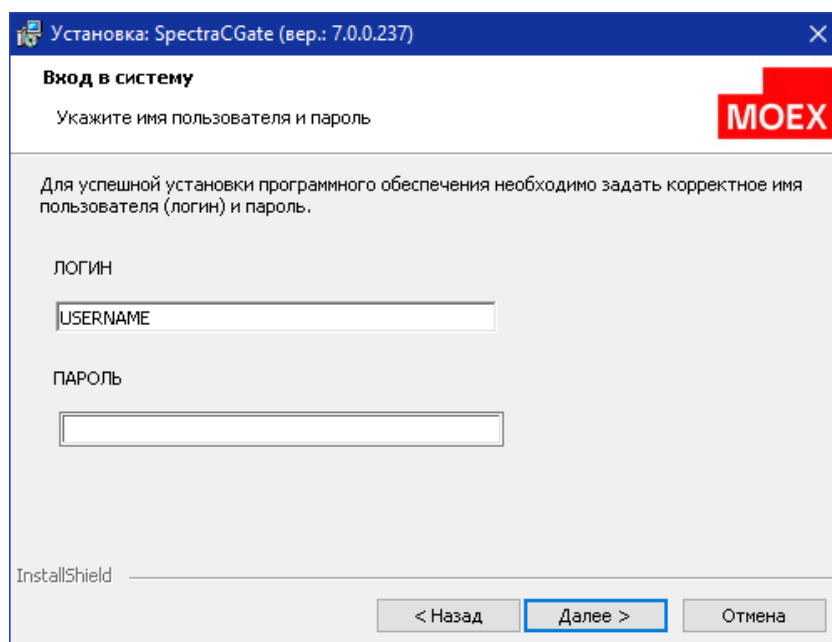 Установка: SpectraCGate (вер.: 7.0.0.237)
Вход в систему
Укажите имя пользователя и пароль
MOEX
Для успешной установки программного обеспечения необходимо задать корректное имя
пользователя (логин) и пароль.
ЛОГИН
USERNAME
ПАРОЛЬ
InstallShield
< Назад
Далее >
Отмена